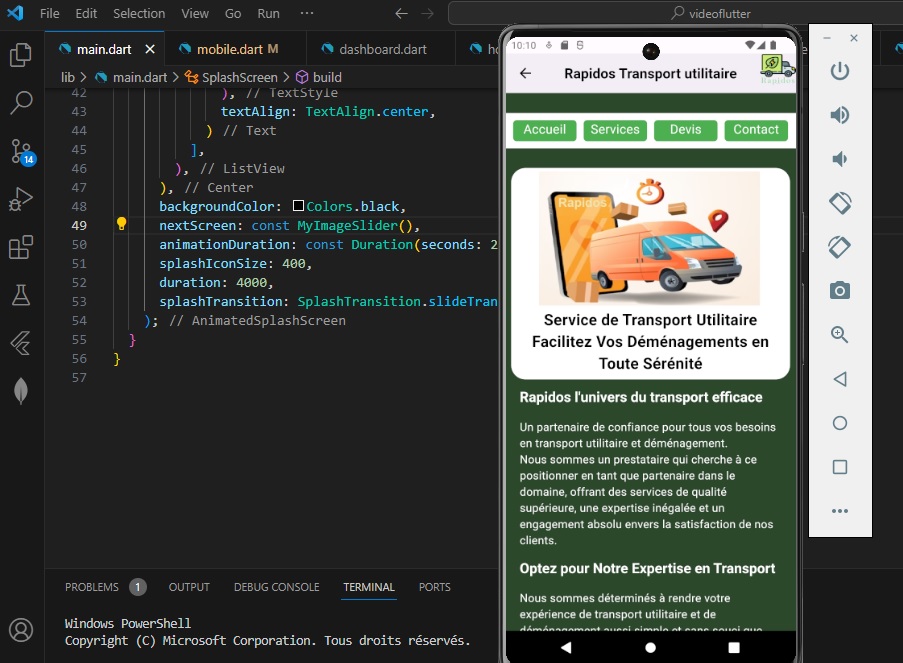 File Edit Selection View Go Run ··· videoflutter
main.dart mobile.dart M dashboard.dart
lib > main.dart > SplashScreen > build
42 ), // TextStyle
43 textAlign: TextAlign.center,
44 ) // Text
45 ],
46 ), // ListView
47 ), // Center
48 backgroundColor: Colors.black,
49 nextScreen: const MyImageSlider(),
50 animationDuration: const Duration(seconds: 2
51 splashIconSize: 400,
52 duration: 4000,
53 splashTransition: SplashTransition.slideTran
54 ); // AnimatedSplashScreen
55 }
56 }
57
14
PROBLEMS 1 OUTPUT DEBUG CONSOLE TERMINAL PORTS
Windows PowerShell
Copyright (C) Microsoft Corporation. Tous droits réservés.
10:10
Rapidos Transport utilitaire
Rapidos
Accueil Services Devis Contact
Rapidos
Service de Transport Utilitaire
Facilitez Vos Déménagements en
Toute Sérénité
Rapidos l'univers du transport efficace
Un partenaire de confiance pour tous vos besoins
en transport utilitaire et déménagement.
Nous sommes un prestataire qui cherche à ce
positionner en tant que partenaire dans le
domaine, offrant des services de qualité
supérieure, une expertise inégalée et un
engagement absolu envers la satisfaction de nos
clients.
Optez pour Notre Expertise en Transport
Nous sommes déterminés à rendre votre
expérience de transport utilitaire et de
déménagement aussi simple et sans souci que